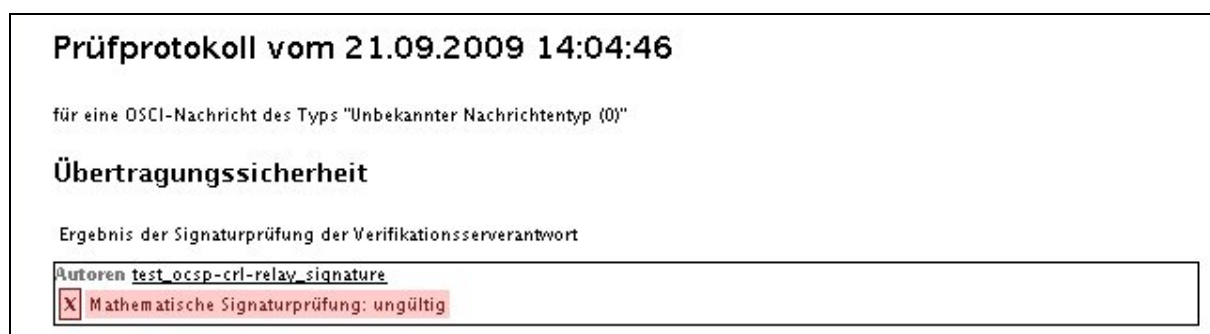 Prüfprotokoll vom 21.09.2009 14:04:46
für eine OSCI-Nachricht des Typs "Unbekannter Nachrichtentyp (0)"
Übertragungssicherheit
Ergebnis der Signaturprüfung der Verifikationsserverantwort
Autoren test_ocsp-crl-relay_signature
X Mathematische Signaturprüfung: ungültig